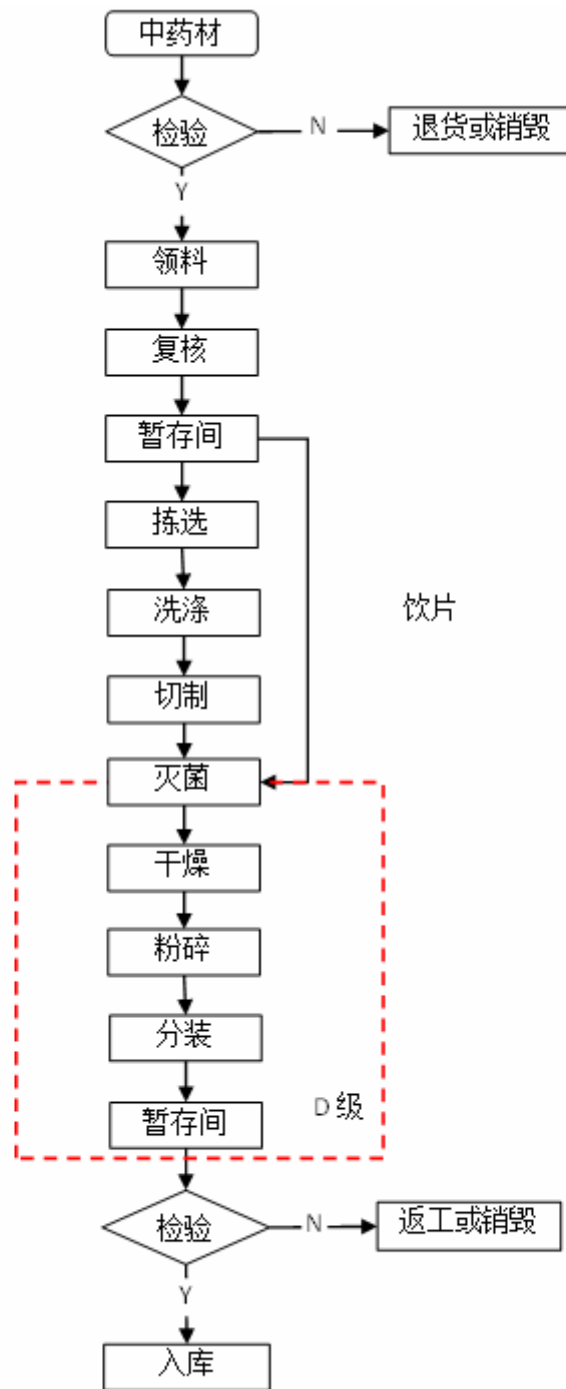 中药材
检验
N
退货或销毁
Y
领料
复核
暂存间
拣选
洗涤
饮片
切制
灭菌
干燥
粉碎
分装
D级
暂存间
检验
N
返工或销毁
Y
入库